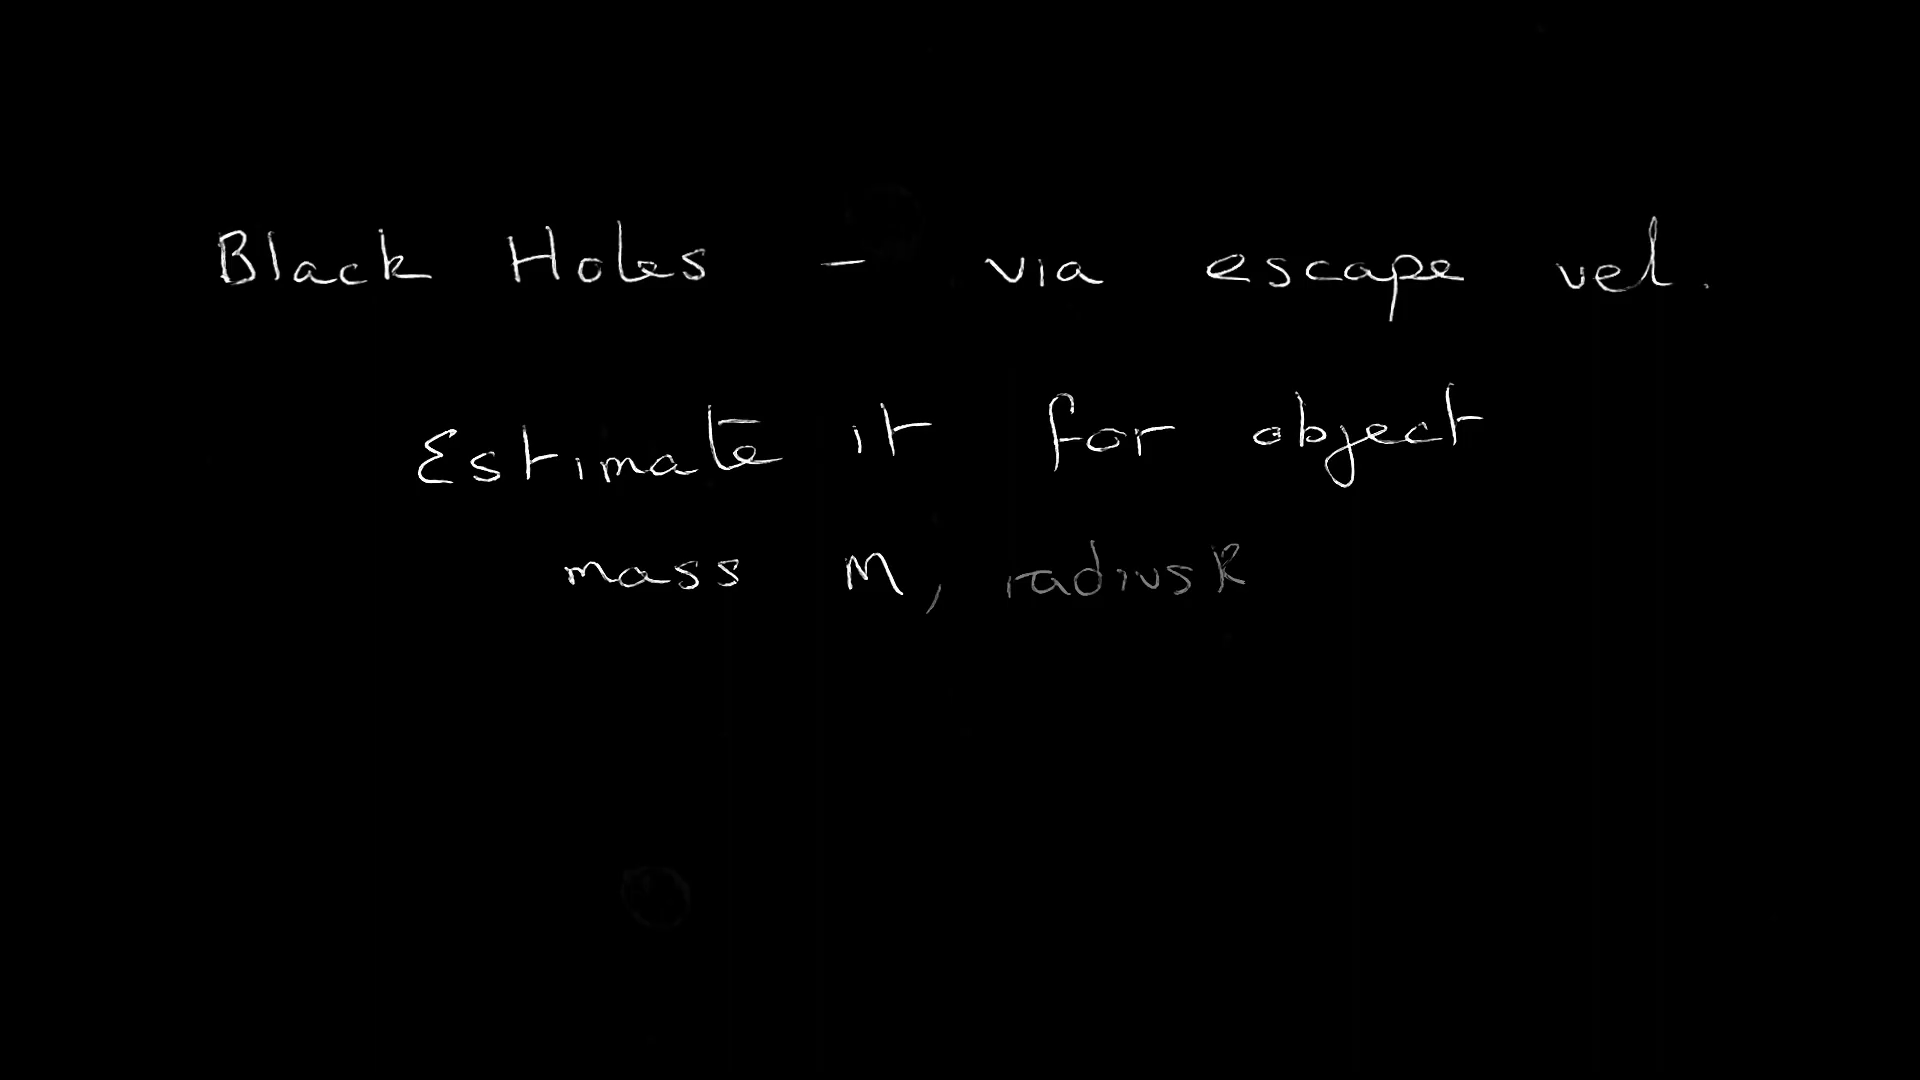 Black Holes - via escape vel.
Estimate it for object
mass M, radius R